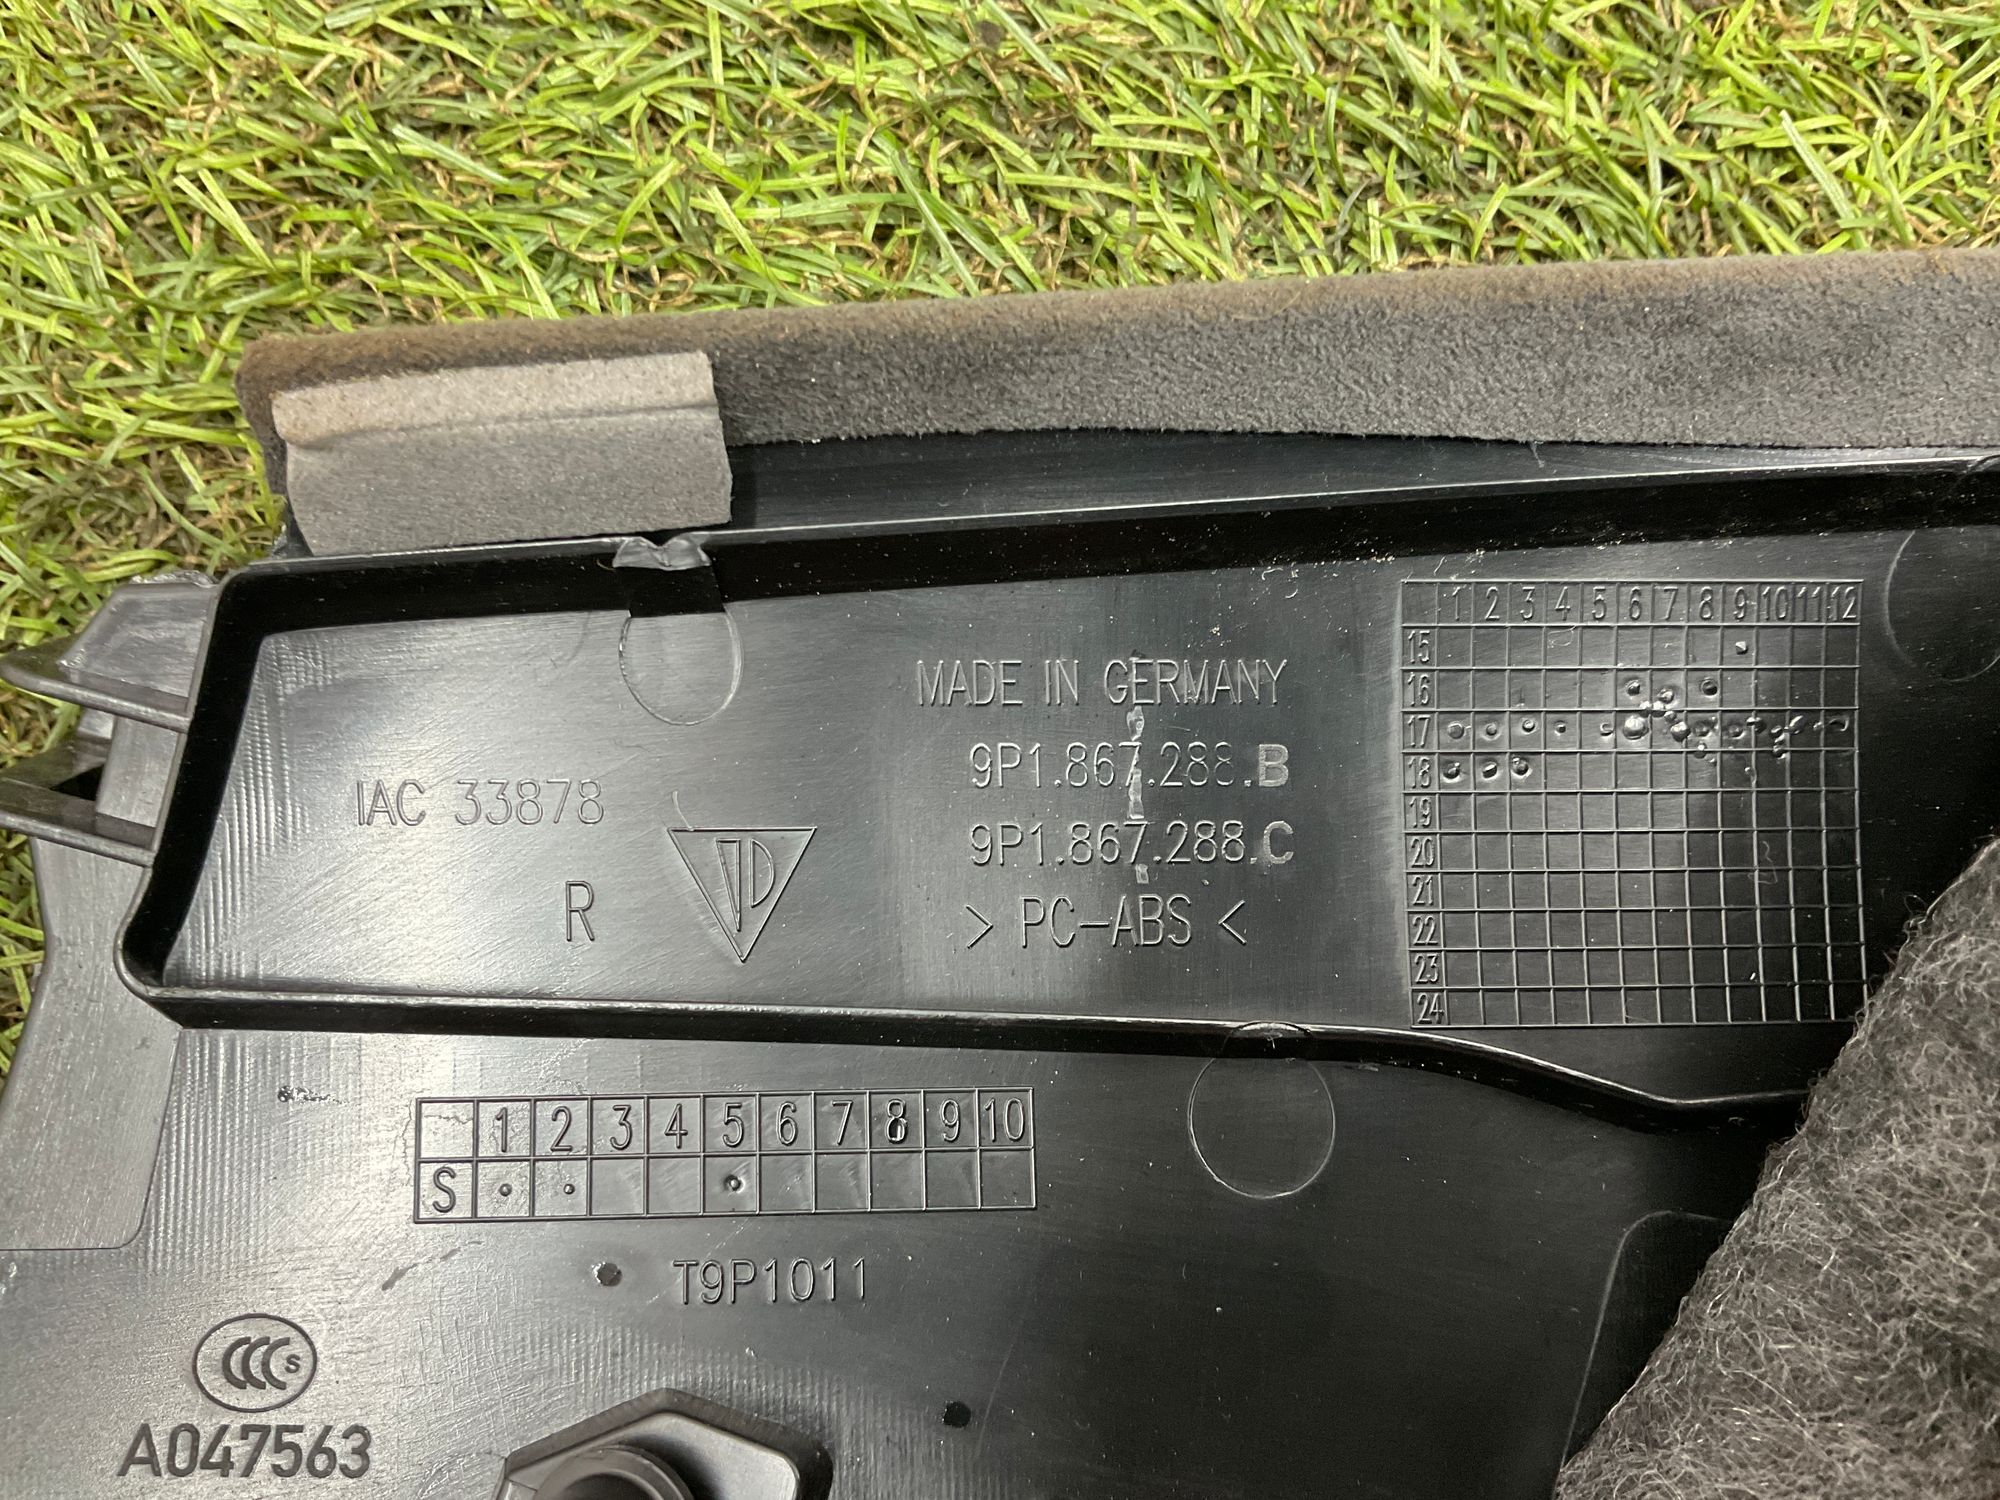 MADE IN GERMANY
9P1.867.288.B
9P1.867.288.C
> PC-ABS <
IAC 33878
R
1 2 3 4 5 6 7 8 9 10 11 12
15
16
17
18
19
20
21
22
23
24
1 2 3 4 5 6 7 8 9 10
S
T9P1011
CCC S
A047563